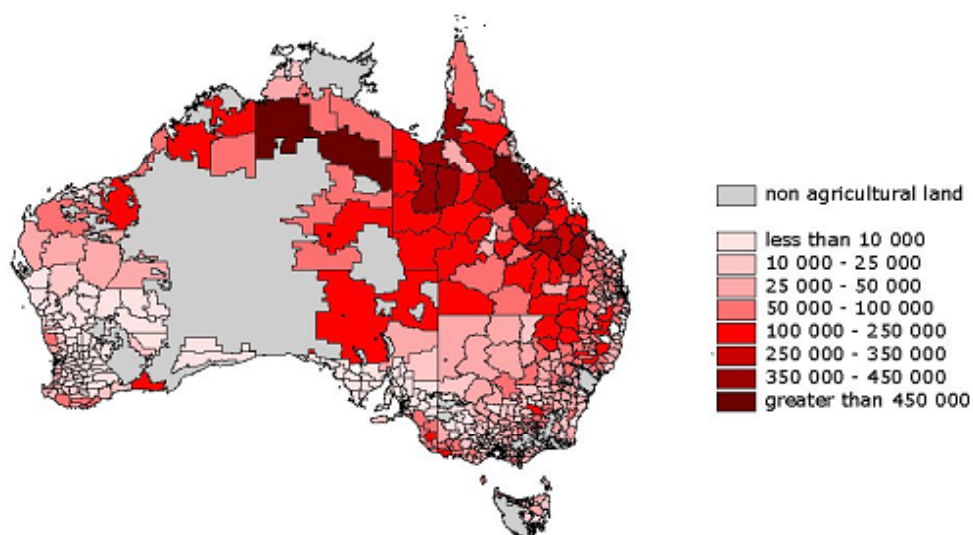 non agricultural land
less than 10 000
10 000 - 25 000
25 000 - 50 000
50 000 - 100 000
100 000 - 250 000
250 000 - 350 000
350 000 - 450 000
greater than 450 000